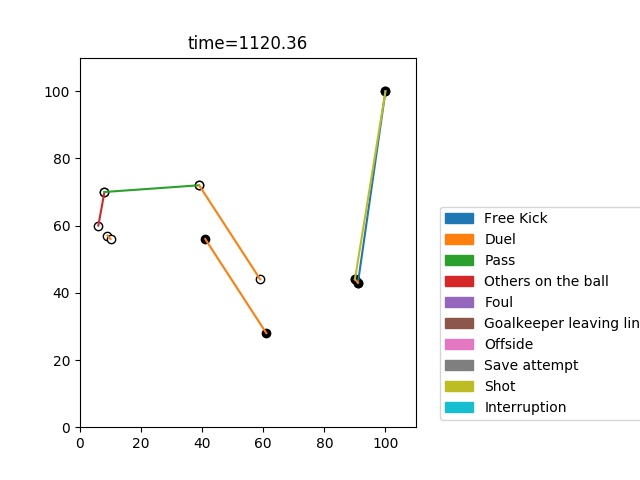 time=1120.36
100
80
60
40
20
0
0 20 40 60 80 100
Free Kick
Duel
Pass
Others on the ball
Foul
Goalkeeper leaving lin
Offside
Save attempt
Shot
Interruption